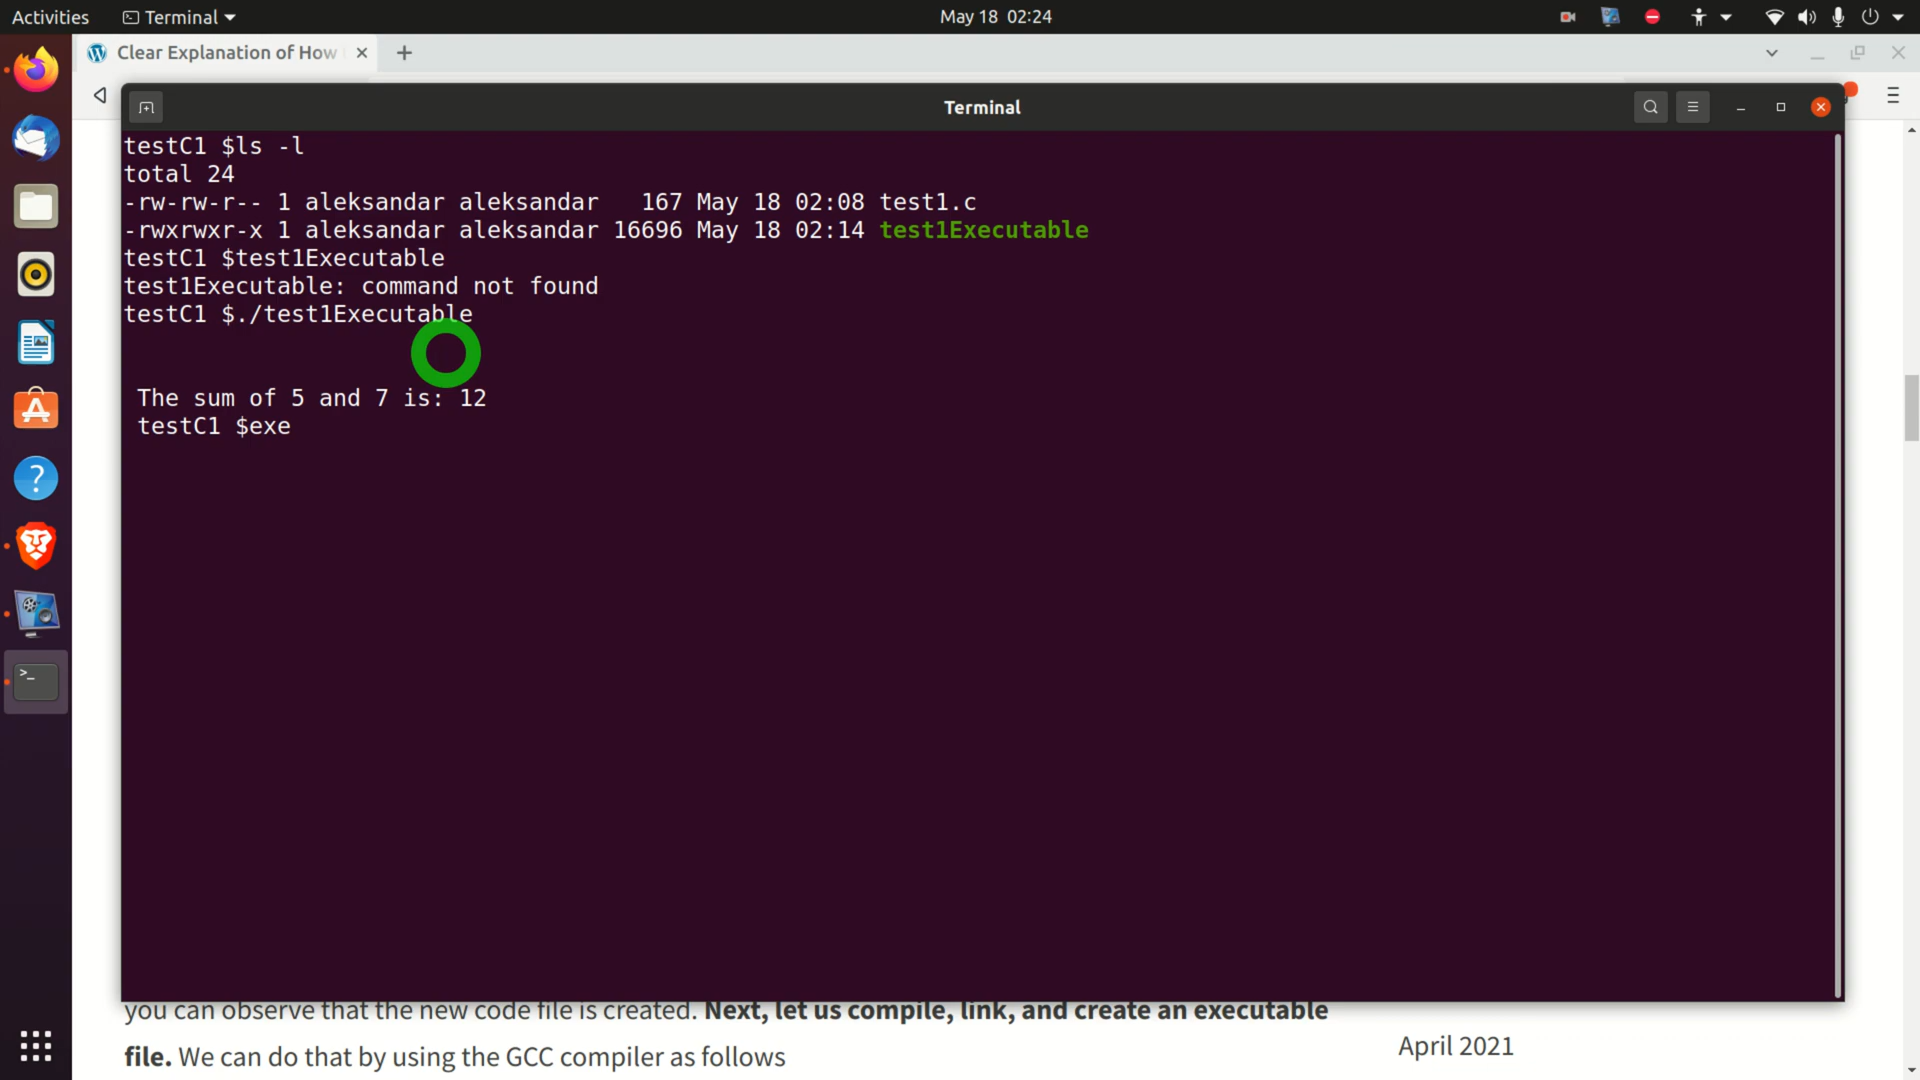 Activities Terminal May 18 02:24
Clear Explanation of How
Terminal
testC1 $ls -l
total 24
-rw-rw-r-- 1 aleksandar aleksandar   167 May 18 02:08 test1.c
-rwxrwxr-x 1 aleksandar aleksandar 16696 May 18 02:14 test1Executable
testC1 $test1Executable
test1Executable: command not found
testC1 $./test1Executable
The sum of 5 and 7 is: 12
testC1 $exe
you can observe that the new code file is created. Next, let us compile, link, and create an executable
file. We can do that by using the GCC compiler as follows
April 2021